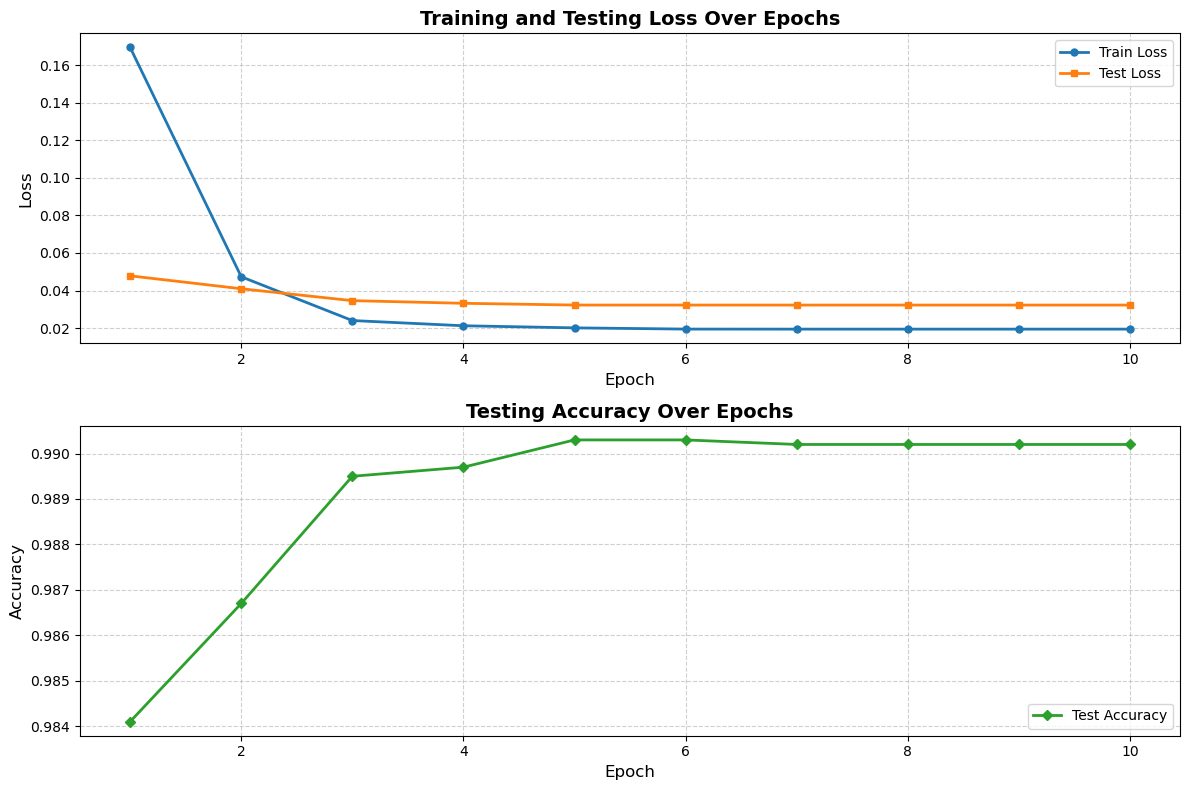 Training and Testing Loss Over Epochs
Loss
0.16
0.14
0.12
0.10
0.08
0.06
0.04
0.02
Train Loss
Test Loss
2
4
6
8
10
Epoch
Testing Accuracy Over Epochs
Accuracy
0.990
0.989
0.988
0.987
0.986
0.985
0.984
Test Accuracy
2
4
6
8
10
Epoch